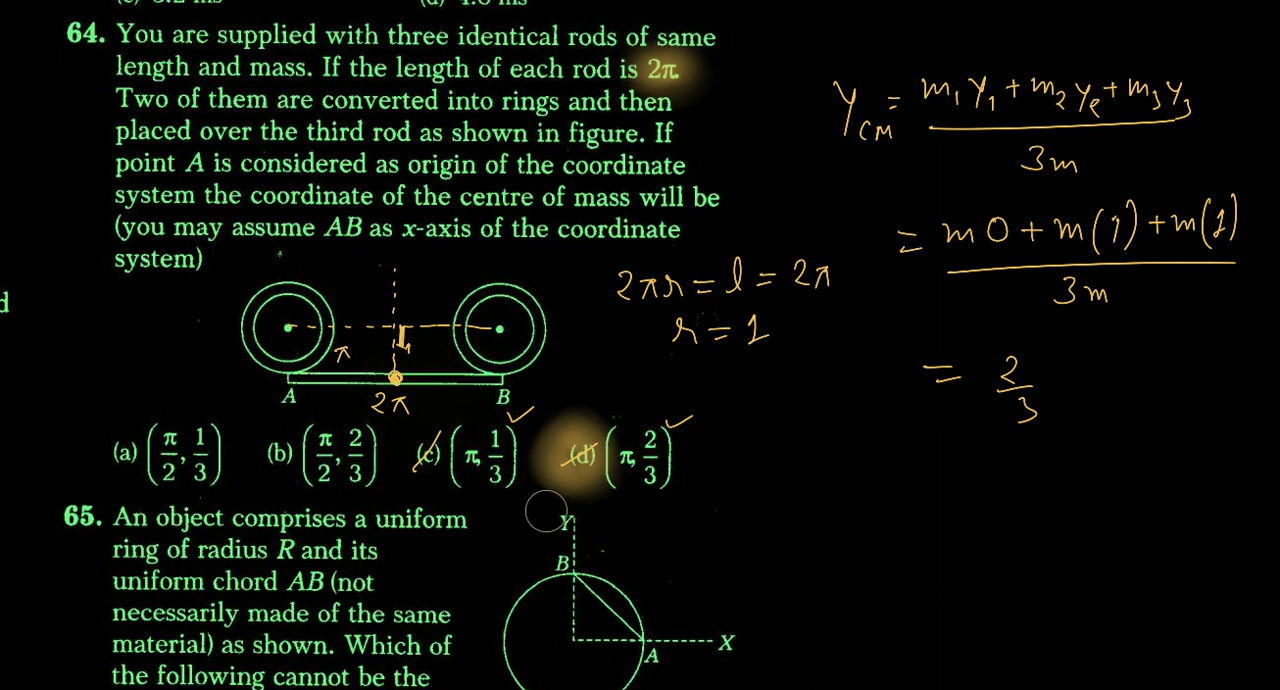 64. You are supplied with three identical rods of same
length and mass. If the length of each rod is 2π.
Two of them are converted into rings and then
placed over the third rod as shown in figure. If
point A is considered as origin of the coordinate
system the coordinate of the centre of mass will be
(you may assume AB as x-axis of the coordinate
system)
A B
π 1
2π
(a) (π/2, 1/3) (b) (π/2, 2/3) (c) (π, 1/3) (d) (π, 2/3)
2πr = l = 2π
r = 1
Y_CM = (m₁Y₁ + m₂Y₂ + m₃Y₃)/3m
= (m0 + m(1) + m(1))/3m
= 2/3
65. An object comprises a uniform
ring of radius R and its
uniform chord AB (not
necessarily made of the same
material) as shown. Which of
the following cannot be the
Y
B
X
A